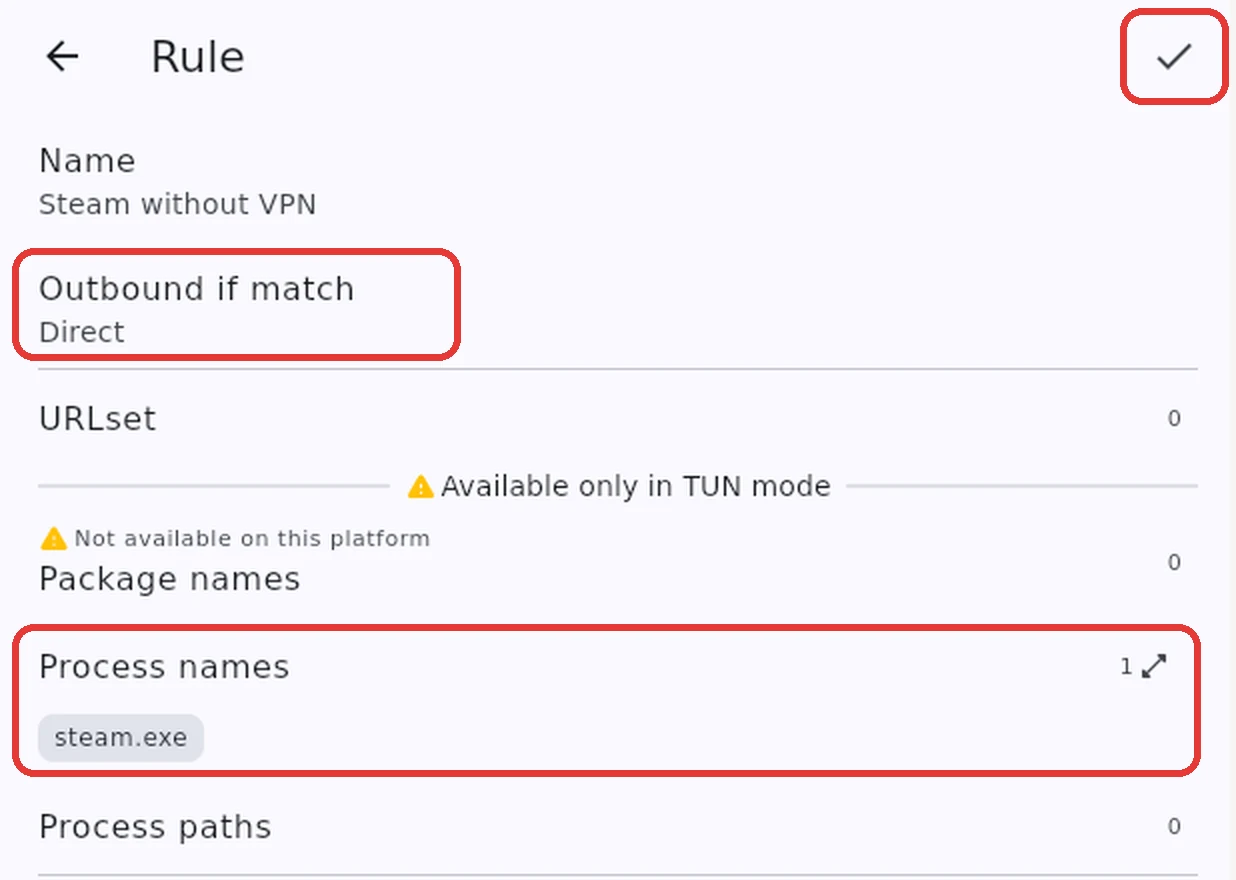 Rule
Name
Steam without VPN
Outbound if match
Direct
URLset 0
Available only in TUN mode
Not available on this platform
Package names 0
Process names 1
steam.exe
Process paths 0